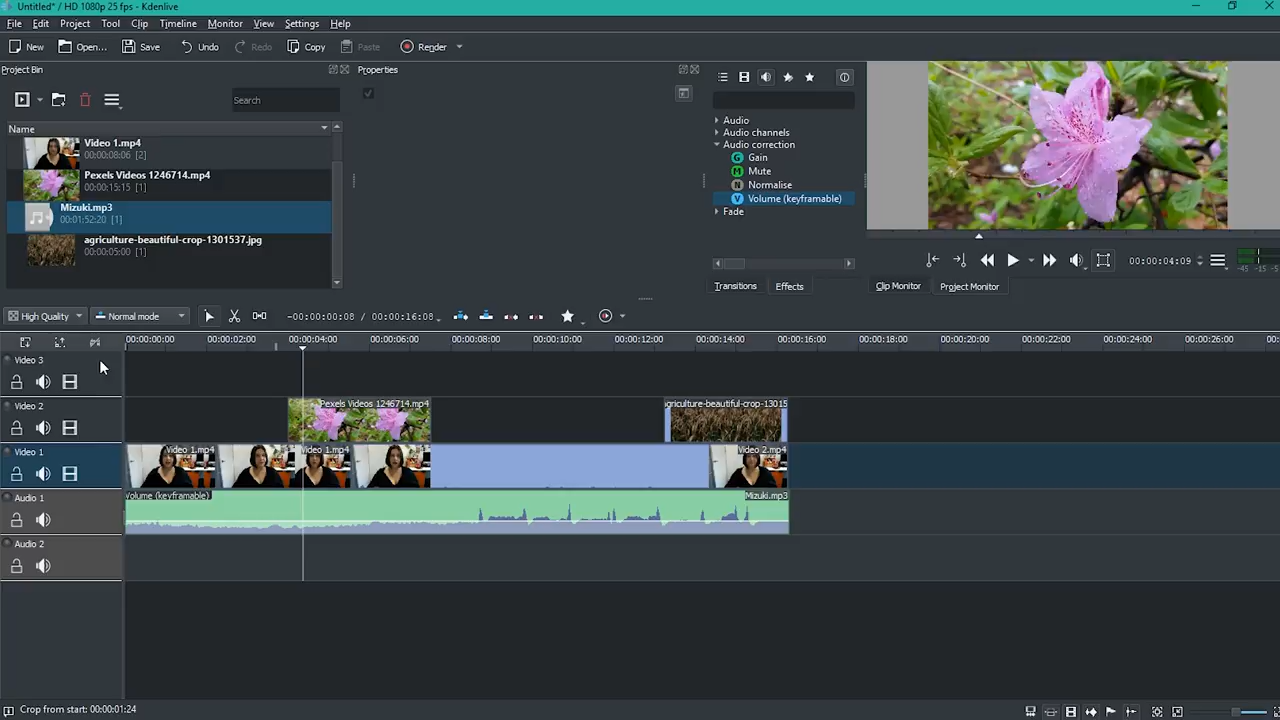 Untitled* / HD 1080p 25 fps - Kdenlive
File Edit Project Tool Clip Timeline Monitor View Settings Help
New Open... Save Undo Redo Copy Paste Render
Project Bin
Properties
Search
Name
Video 1.mp4
00:00:08:06 [2]
Pexels Videos 1246714.mp4
00:00:15:15 [1]
Mizuki.mp3
00:01:52:20 [1]
agriculture-beautiful-crop-1301537.jpg
00:00:05:00 [1]
Audio
Audio channels
Audio correction
G Gain
M Mute
N Normalise
V Volume (keyframable)
Fade
Transitions Effects
00:00:04:09
-45 -15 -5
Clip Monitor Project Monitor
High Quality Normal mode -00:00:00:08 / 00:00:16:08
00:00:00:00 00:00:02:00 00:00:04:00 00:00:06:00 00:00:08:00 00:00:10:00 00:00:12:00 00:00:14:00 00:00:16:00 00:00:18:00 00:00:20:00 00:00:22:00 00:00:24:00 00:00:26:00 00:
Video 3
Video 2
Pexels Videos 1246714.mp4
agriculture-beautiful-crop-13015
Video 1
Video 1.mp4 Video 1.mp4 Video 2.mp4
Audio 1
Volume (keyframable) Mizuki.mp3
Audio 2
Crop from start: 00:00:01:24